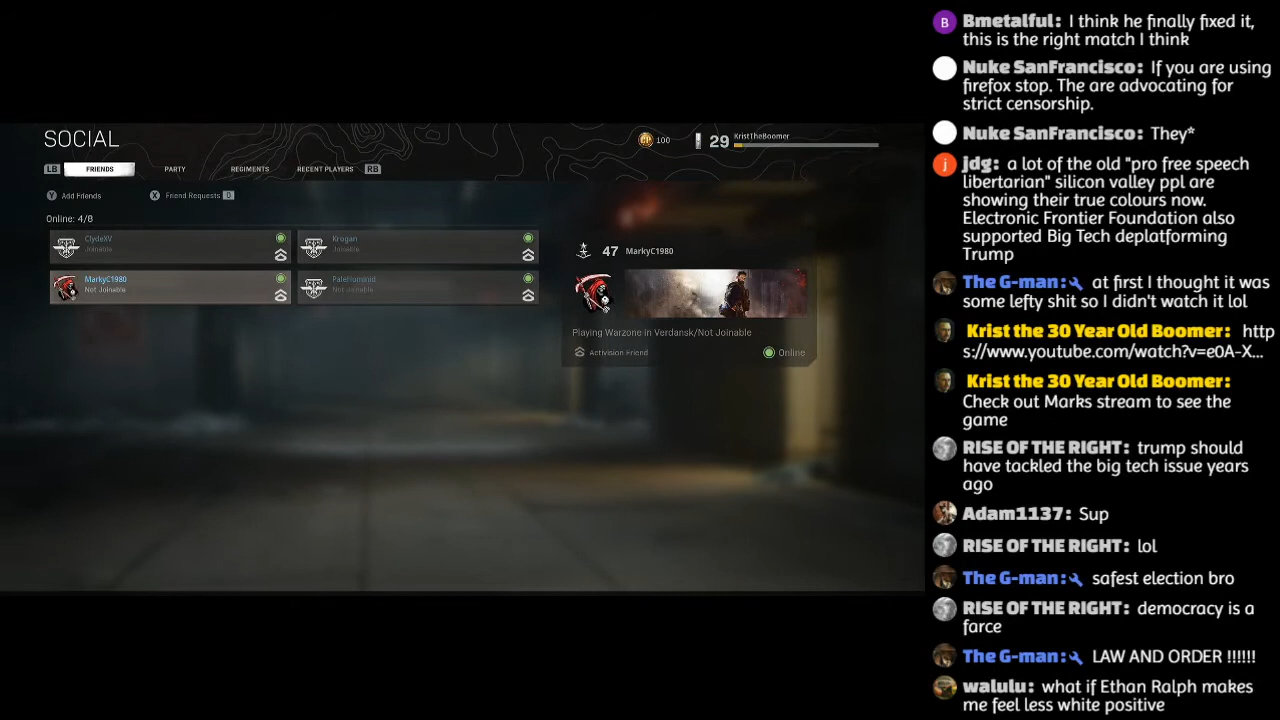 SOCIAL
100
29
KristTheBoomer
LB
FRIENDS
PARTY
REGIMENTS
RECENT PLAYERS
RB
Y Add Friends
X Friend Requests 0
Online: 4/8
ClydeXV
Joinable
Krogan
Joinable
MarkyC1980
Not Joinable
PaleHominid
Not Joinable
47 MarkyC1980
Playing Warzone in Verdansk/Not Joinable
Activision Friend
Online
B
Bmetalful: I think he finally fixed it,
this is the right match I think
Nuke SanFrancisco: If you are using
firefox stop. The are advocating for
strict censorship.
Nuke SanFrancisco: They*
j
jdg: a lot of the old "pro free speech
libertarian" silicon valley ppl are
showing their true colours now.
Electronic Frontier Foundation also
supported Big Tech deplatforming
Trump
The G-man: at first I thought it was
some lefty shit so I didn't watch it lol
Krist the 30 Year Old Boomer: http
s://www.youtube.com/watch?v=e0A-X...
Krist the 30 Year Old Boomer:
Check out Marks stream to see the
game
RISE OF THE RIGHT: trump should
have tackled the big tech issue years
ago
Adam1137: Sup
RISE OF THE RIGHT: lol
The G-man: safest election bro
RISE OF THE RIGHT: democracy is a
farce
The G-man: LAW AND ORDER !!!!!!
walulu: what if Ethan Ralph makes
me feel less white positive